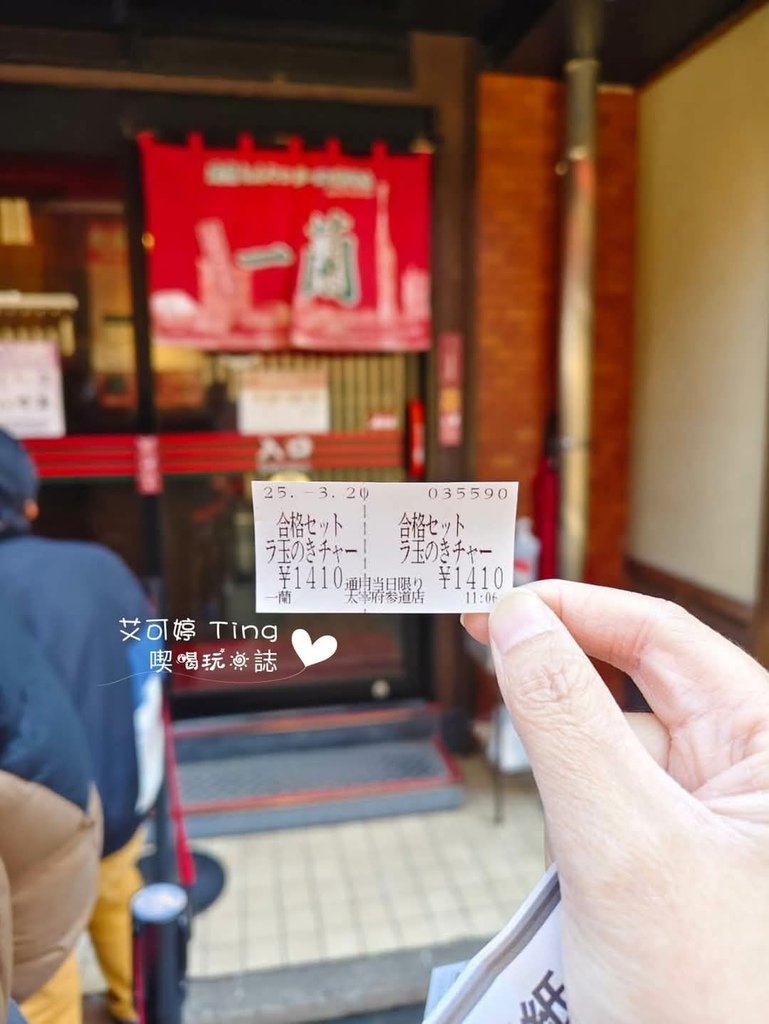 一蘭
入口
25.-3.20 035590
合格セット 合格セット
ラ玉のきチャー ラ玉のきチャー
¥1410 ¥1410
通用当日限り
一蘭 太宰府参道店 11:06
艾可婷 Ting
喫喝玩誌
紙